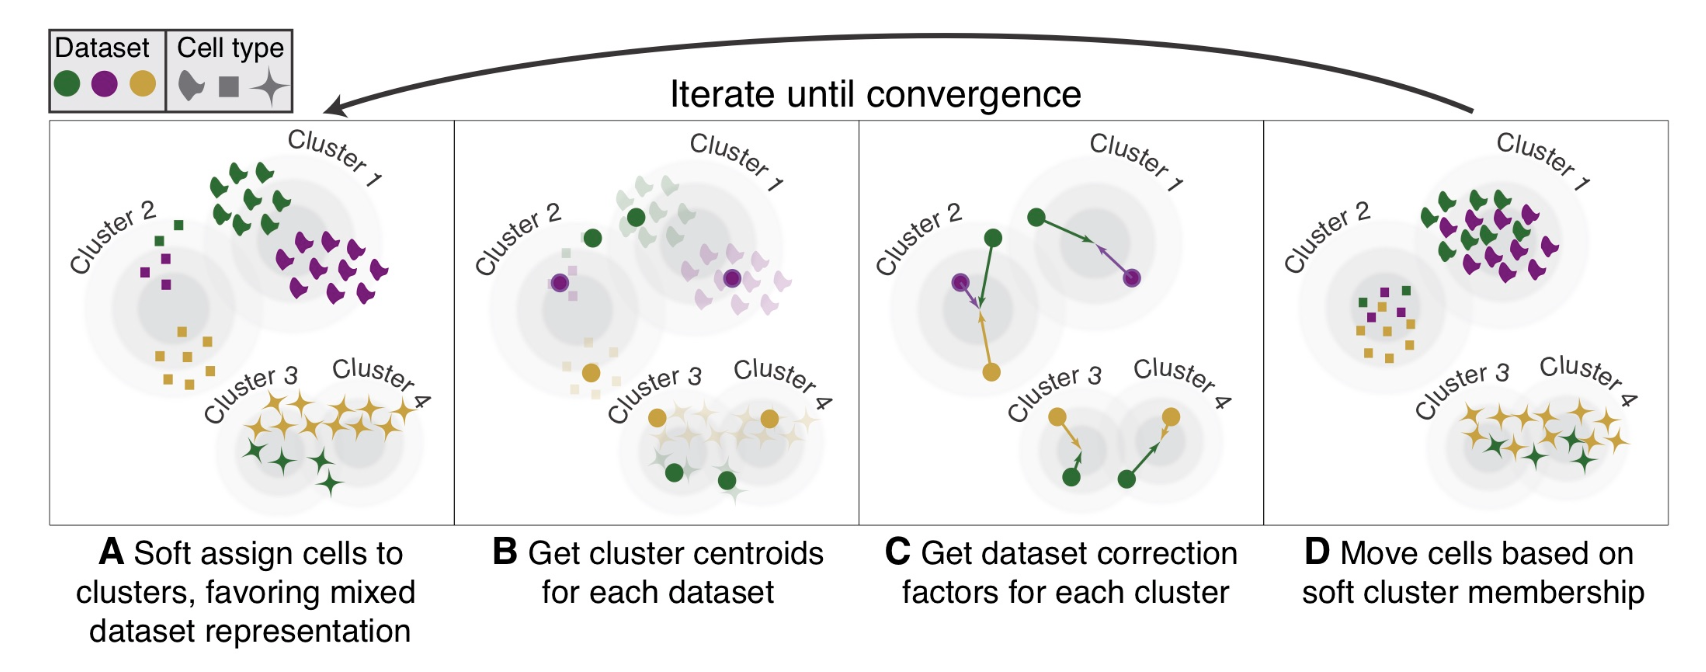 Dataset
Cell type
Iterate until convergence
Cluster 1
Cluster 2
Cluster 3
Cluster 4
Cluster 1
Cluster 2
Cluster 3
Cluster 4
Cluster 1
Cluster 2
Cluster 3
Cluster 4
Cluster 1
Cluster 2
Cluster 3
Cluster 4
A Soft assign cells to
clusters, favoring mixed
dataset representation
B Get cluster centroids
for each dataset
C Get dataset correction
factors for each cluster
D Move cells based on
soft cluster membership